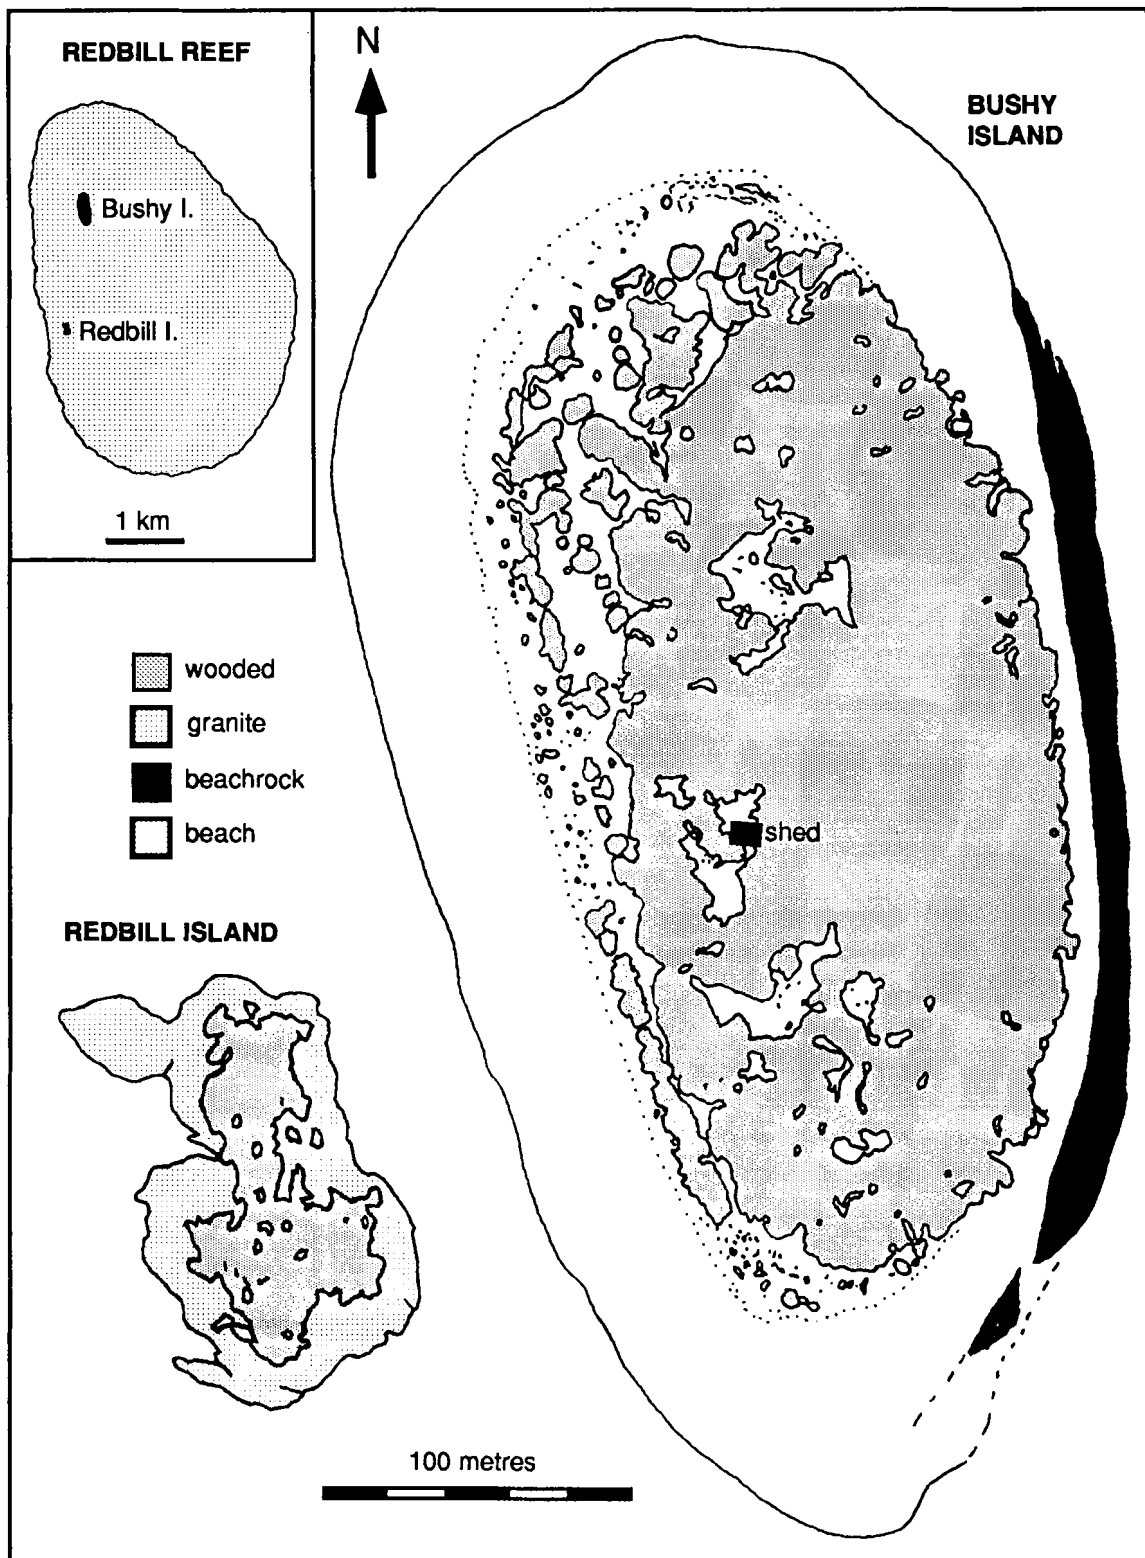 REDBILL REEF
Bushy I.
Redbill I.
1 km
N
BUSHY
ISLAND
wooded
granite
beachrock
beach
shed
REDBILL ISLAND
100 metres